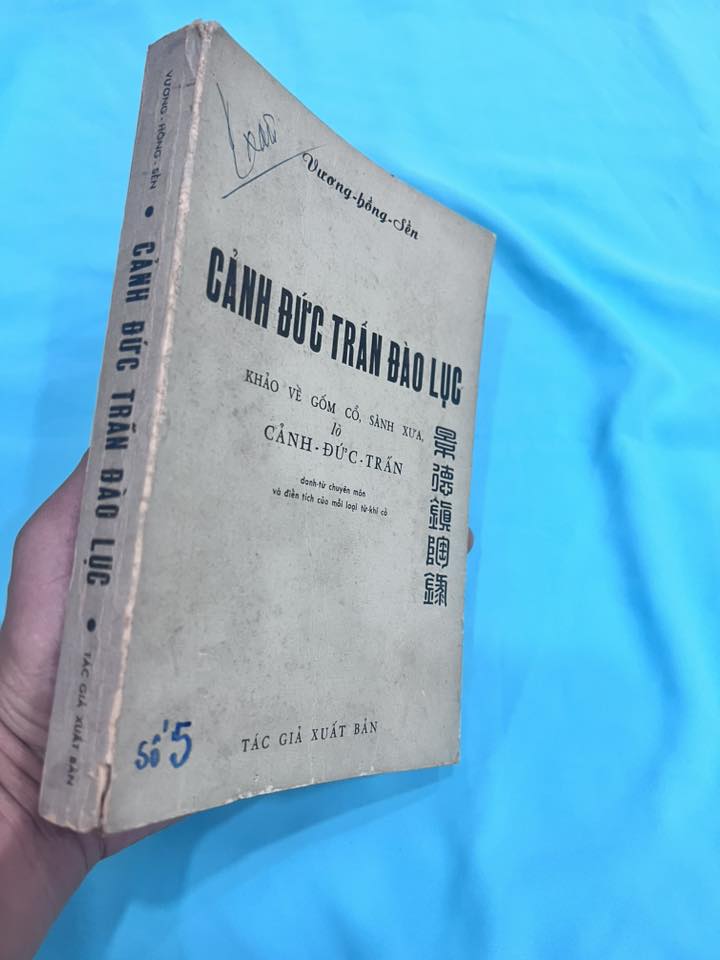 VƯƠNG-HỒNG-SỂN • CẢNH ĐỨC TRẤN ĐÀO LỤC • TÁC GIẢ XUẤT BẢN
Vương-hồng-Sển
CẢNH ĐỨC TRẤN ĐÀO LỤC
KHẢO VỀ GỐM CỔ, SÀNH XƯA,
lò
CẢNH-ĐỨC-TRẤN
danh-từ chuyên môn
và điển tích của mỗi loại từ-khí cổ
景德鎮陶錄
Số 5
TÁC GIẢ XUẤT BẢN